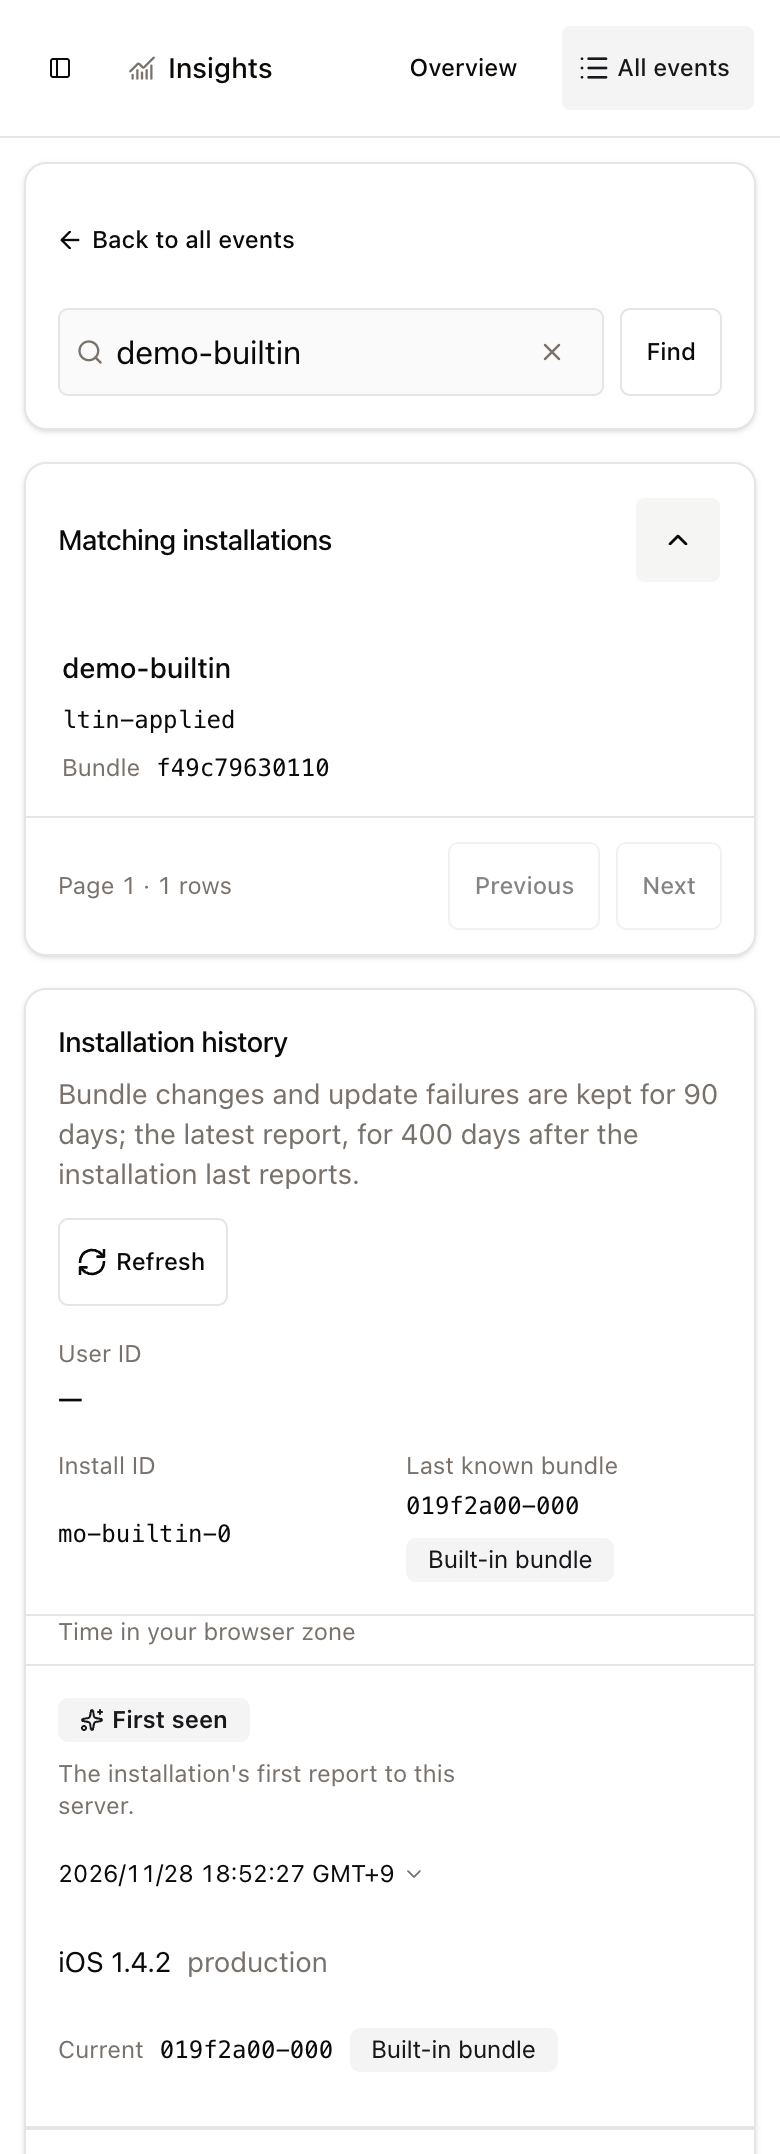 Insights
Overview
All events
Back to all events
demo-builtin
Find
Matching installations
demo-builtin
ltin-applied
Bundle f49c79630110
Page 1 · 1 rows
Previous
Next
Installation history
Bundle changes and update failures are kept for 90
days; the latest report, for 400 days after the
installation last reports.
Refresh
User ID
—
Install ID
mo-builtin-0
Last known bundle
019f2a00-000
Built-in bundle
Time in your browser zone
First seen
The installation's first report to this
server.
2026/11/28 18:52:27 GMT+9
iOS 1.4.2 production
Current 019f2a00-000 Built-in bundle